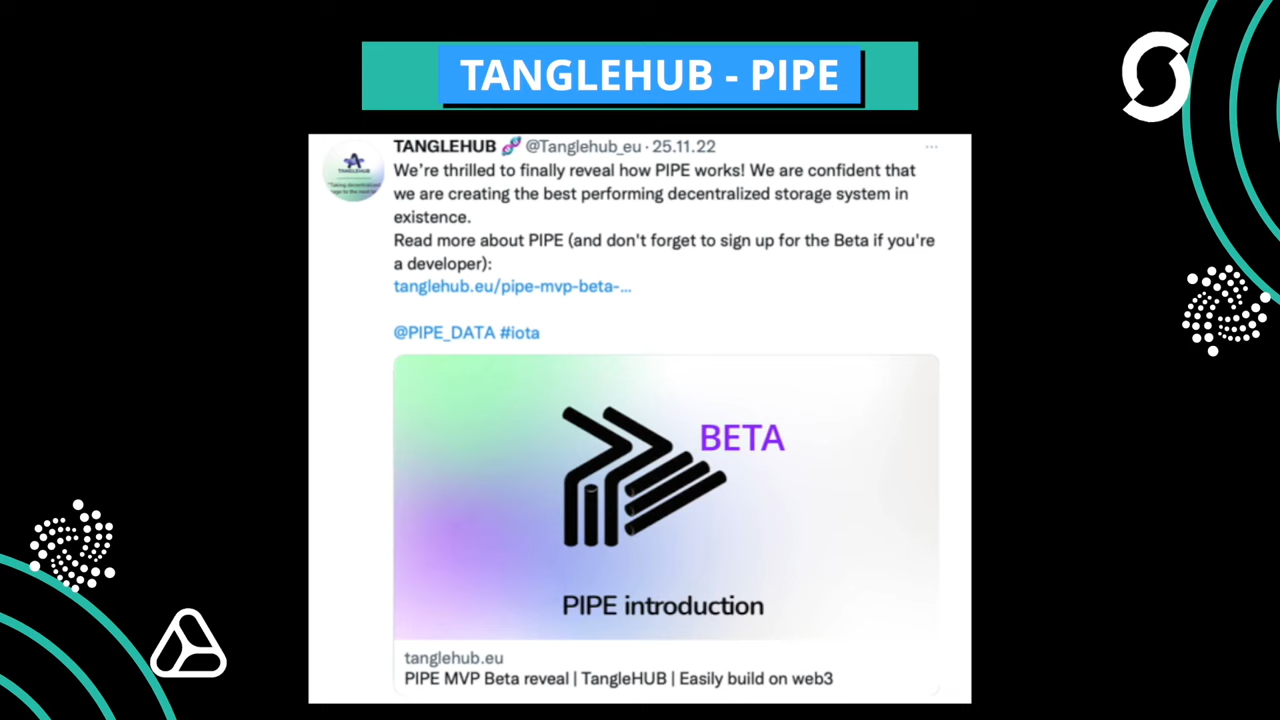 TANGLEHUB - PIPE
TANGLEHUB 🧬 @Tanglehub_eu · 25.11.22
We're thrilled to finally reveal how PIPE works! We are confident that
we are creating the best performing decentralized storage system in
existence.
Read more about PIPE (and don't forget to sign up for the Beta if you're
a developer):
tanglehub.eu/pipe-mvp-beta-...
@PIPE_DATA #iota
TANGLEHUB
BETA
PIPE introduction
tanglehub.eu
PIPE MVP Beta reveal | TangleHUB | Easily build on web3